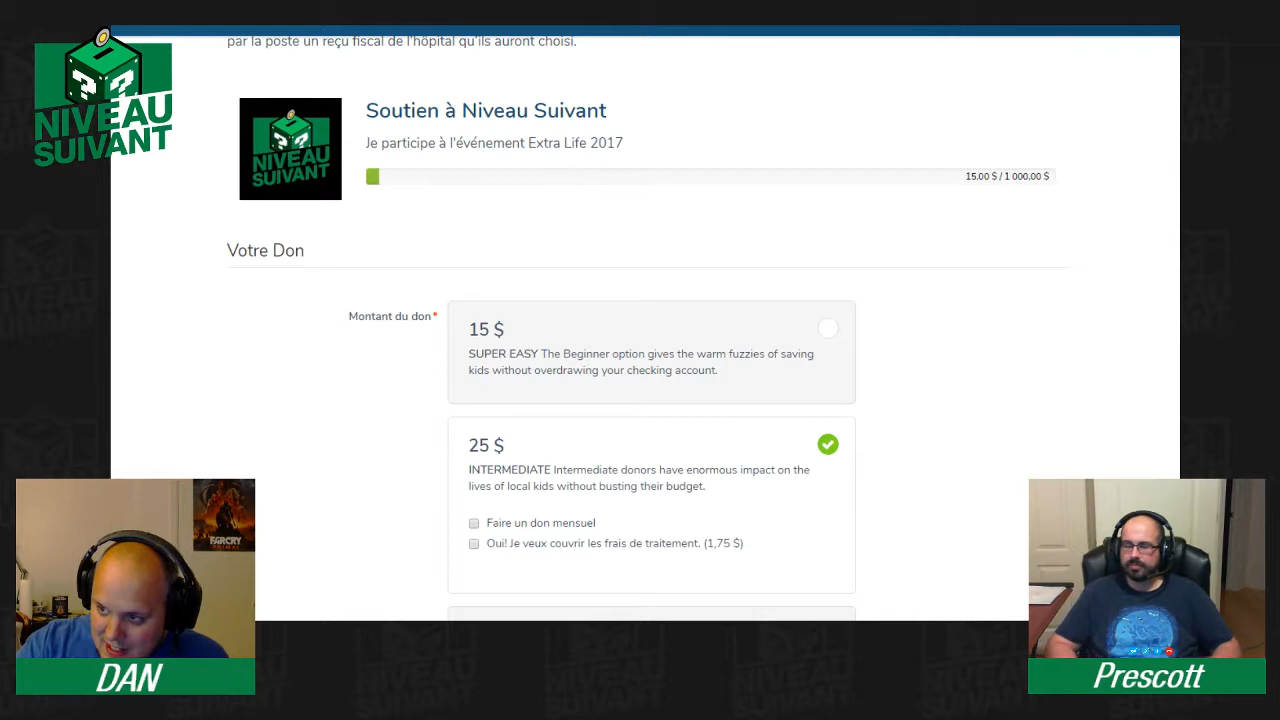 NIVEAU
SUIVANT
par la poste un reçu fiscal de l'hôpital qu'ils auront choisi.
NIVEAU
SUIVANT
Soutien à Niveau Suivant
Je participe à l'événement Extra Life 2017
15,00 $ / 1 000,00 $
Votre Don
Montant du don*
15 $
SUPER EASY The Beginner option gives the warm fuzzies of saving
kids without overdrawing your checking account.
25 $
INTERMEDIATE Intermediate donors have enormous impact on the
lives of local kids without busting their budget.
Faire un don mensuel
Oui! Je veux couvrir les frais de traitement. (1,75 $)
FARCRY
PRIMAL
DAN
Prescott